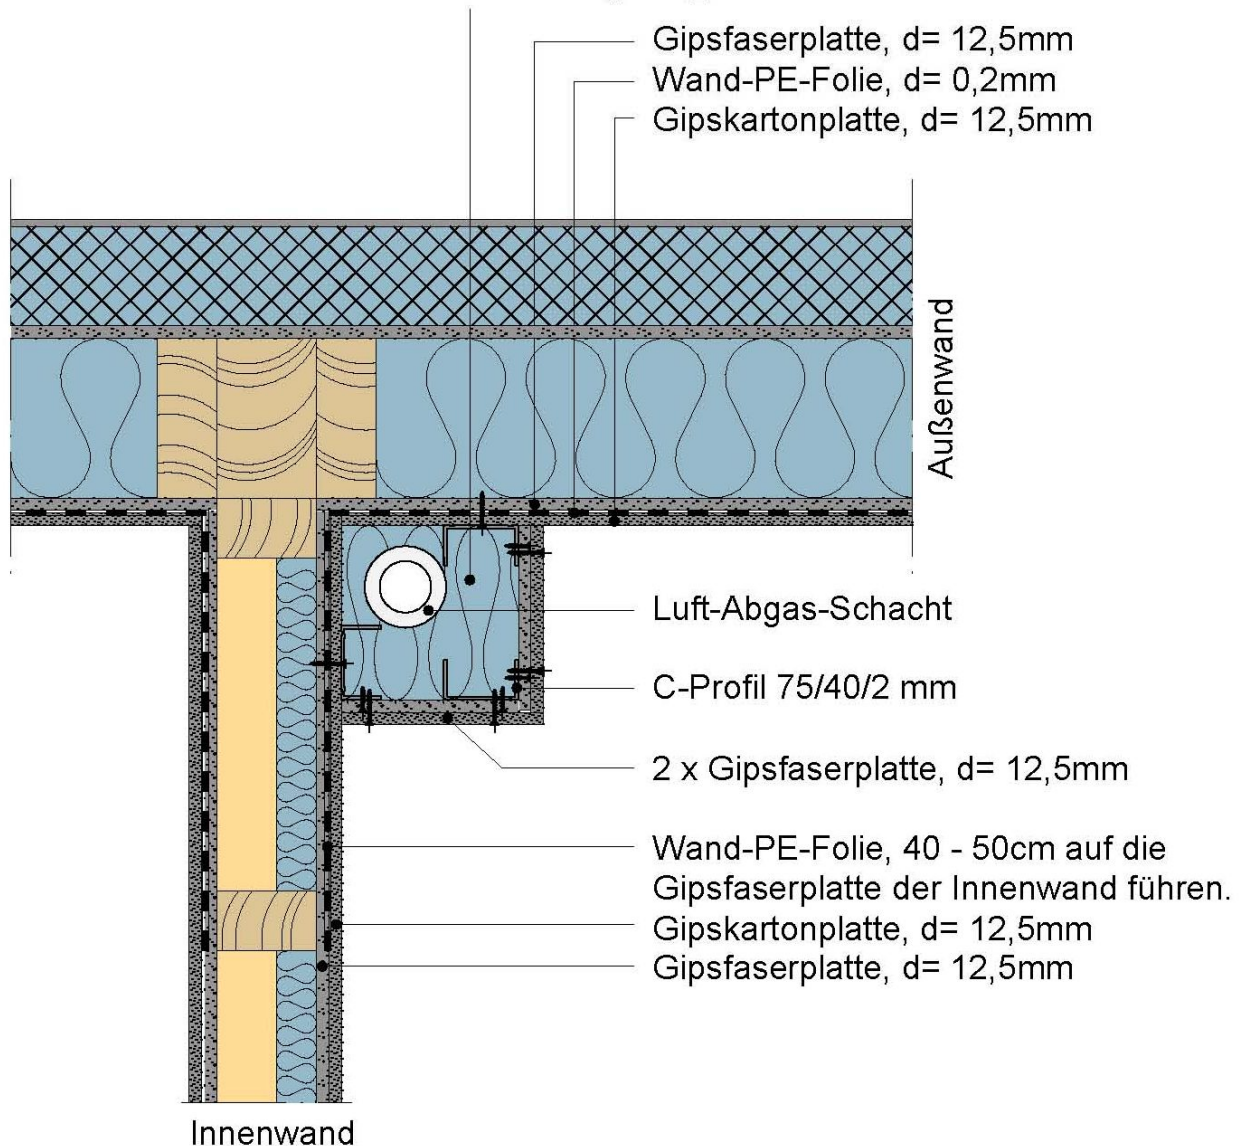 Gipsfaserplatte, d= 12,5mm
Wand-PE-Folie, d= 0,2mm
Gipskartonplatte, d= 12,5mm
Außenwand
Luft-Abgas-Schacht
C-Profil 75/40/2 mm
2 x Gipsfaserplatte, d= 12,5mm
Wand-PE-Folie, 40 - 50cm auf die
Gipsfaserplatte der Innenwand führen.
Gipskartonplatte, d= 12,5mm
Gipsfaserplatte, d= 12,5mm
Innenwand